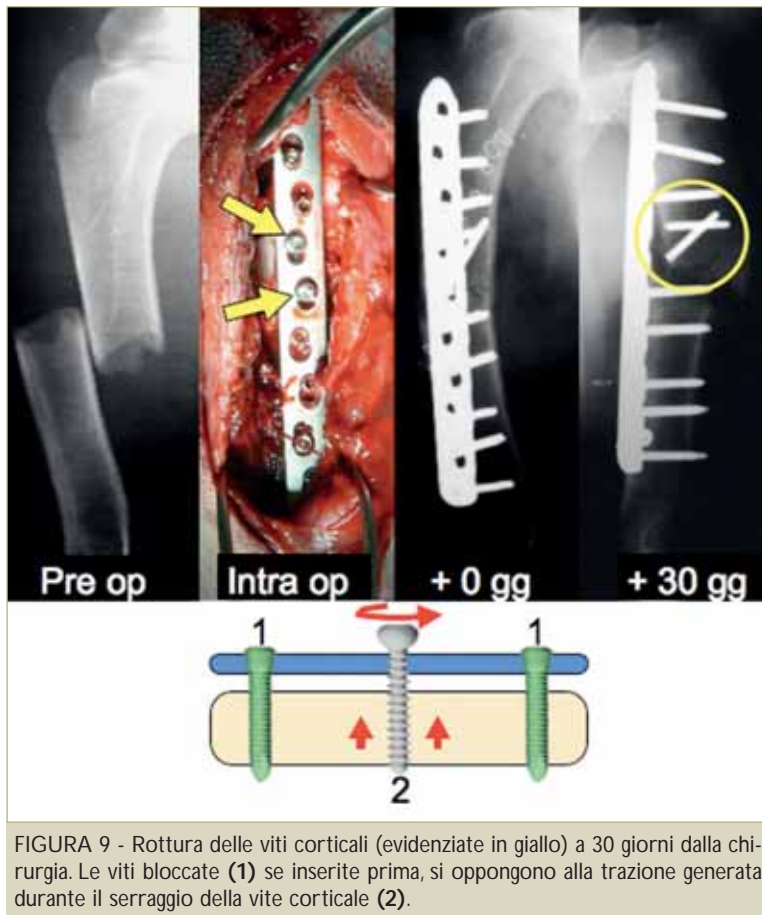 Pre op Intra op + 0 gg + 30 gg
1 1
2
FIGURA 9 - Rottura delle viti corticali (evidenziate in giallo) a 30 giorni dalla chi-
rurgia. Le viti bloccate (1) se inserite prima, si oppongono alla trazione generata
durante il serraggio della vite corticale (2).